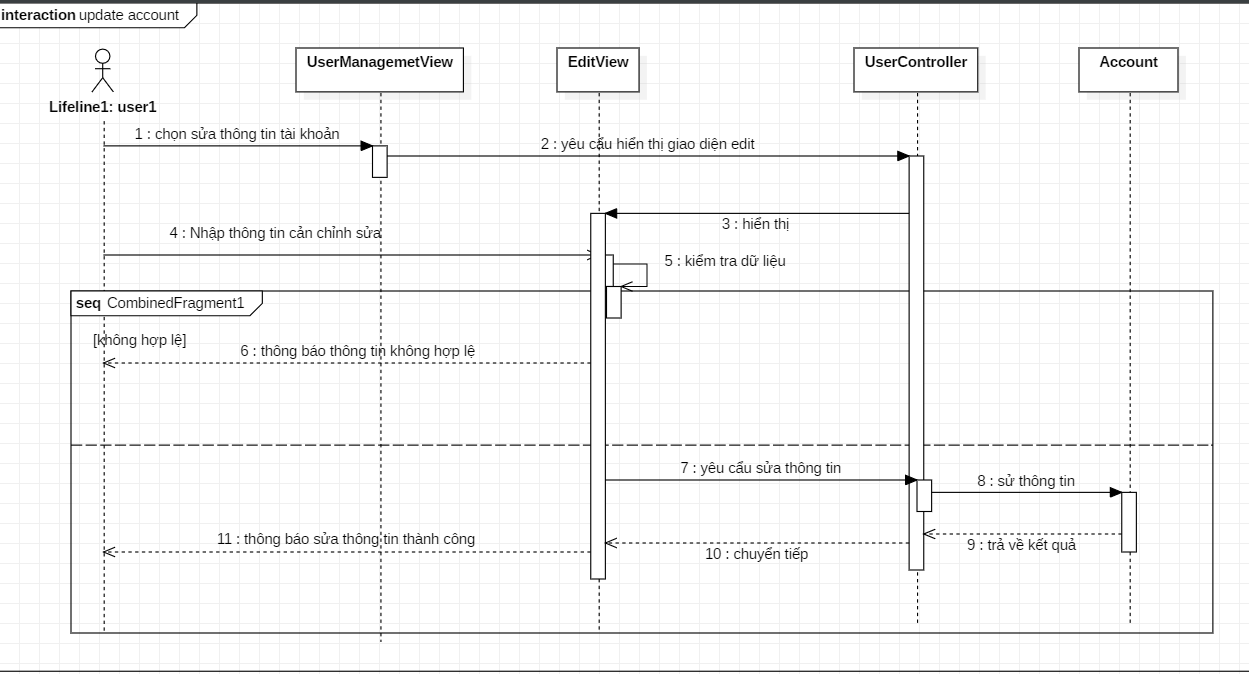 interaction update account
UserManagemetView
EditView
UserController
Account
Lifeline1: user1
1 : chọn sửa thông tin tài khoản
2 : yêu cầu hiển thị giao diện edit
3 : hiển thị
4 : Nhập thông tin cản chỉnh sửa
5 : kiểm tra dữ liệu
seq CombinedFragment1
[không hợp lệ]
6 : thông báo thông tin không hợp lệ
7 : yêu cầu sửa thông tin
8 : sử thông tin
9 : trả về kết quả
10 : chuyển tiếp
11 : thông báo sửa thông tin thành công